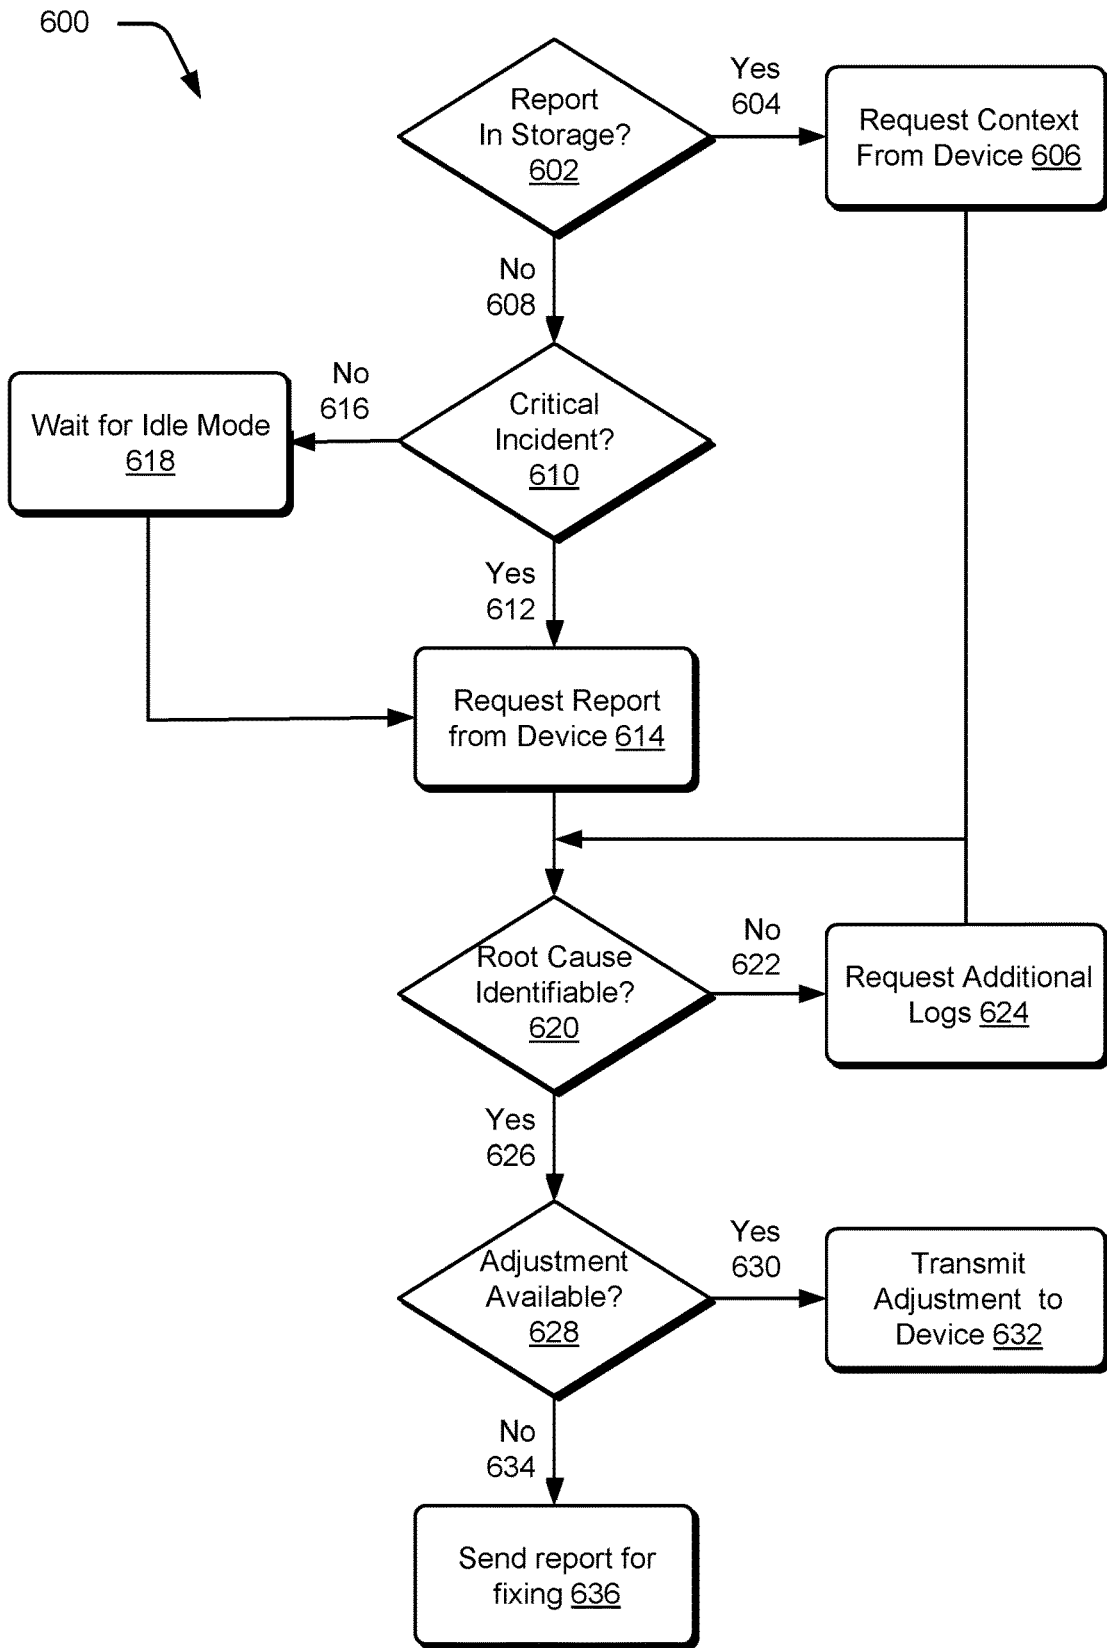 600
Report
In Storage?
602
Yes
604
Request Context
From Device 606
No
608
Critical
Incident?
610
No
616
Wait for Idle Mode
618
Yes
612
Request Report
from Device 614
Root Cause
Identifiable?
620
No
622
Request Additional
Logs 624
Yes
626
Adjustment
Available?
628
Yes
630
Transmit
Adjustment to
Device 632
No
634
Send report for
fixing 636